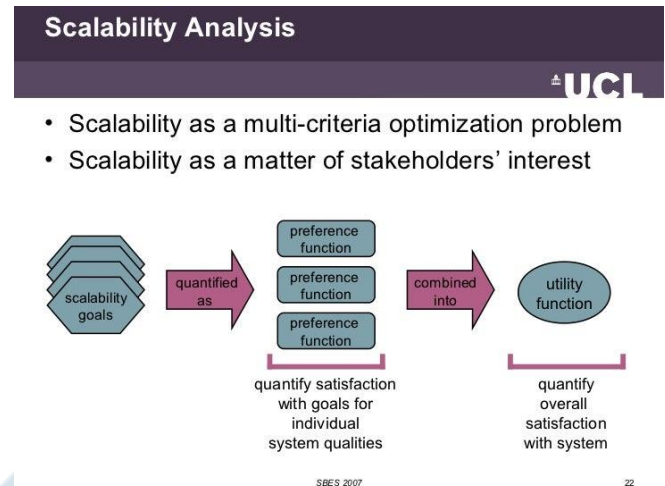 Scalability Analysis
UCL
• Scalability as a multi-criteria optimization problem
• Scalability as a matter of stakeholders’ interest
scalability
goals
quantified
as
preference
function
preference
function
preference
function
combined
into
utility
function
quantify satisfaction
with goals for
individual
system qualities
quantify
overall
satisfaction
with system
SBES 2007
22